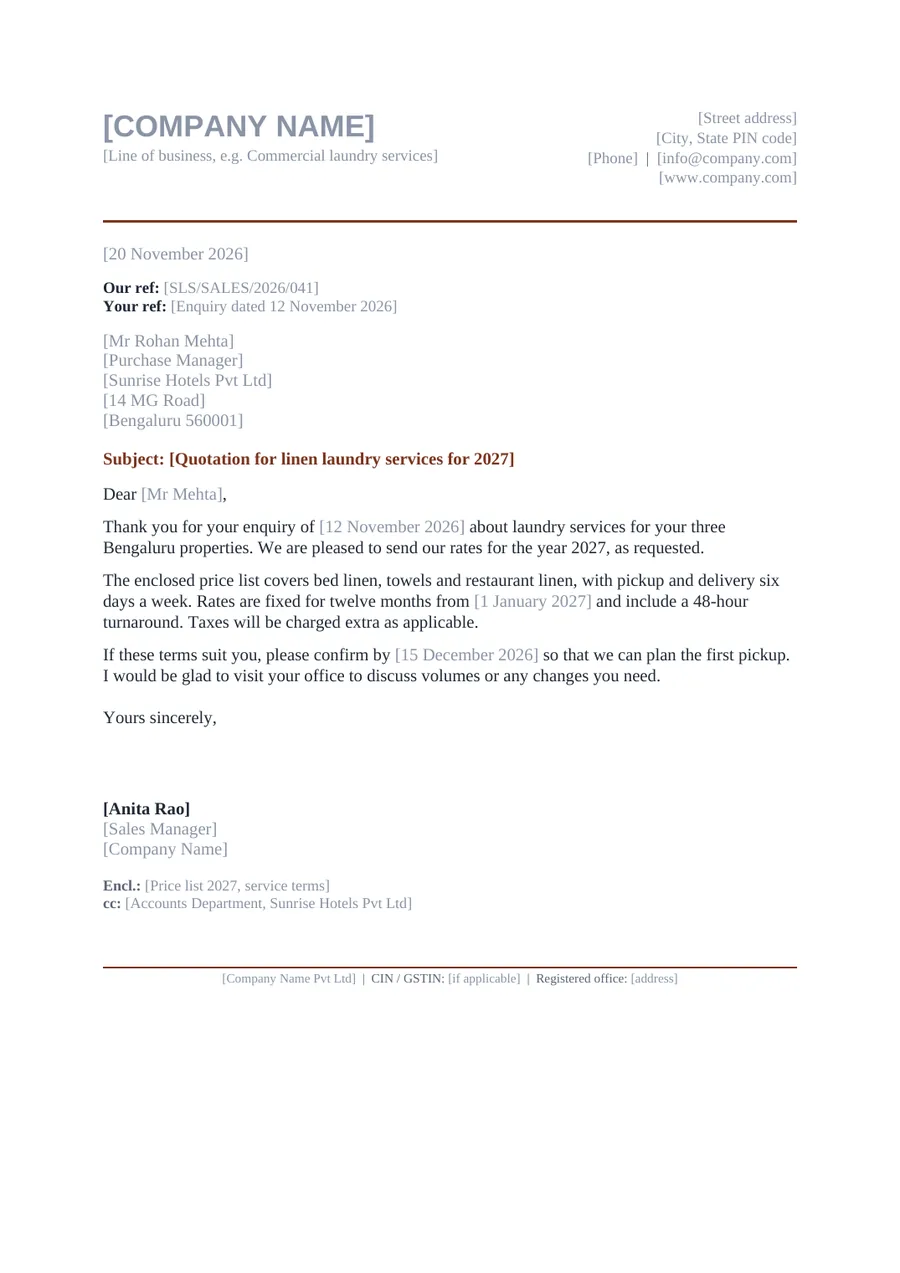 [COMPANY NAME]
[Line of business, e.g. Commercial laundry services]
[Street address]
[City, State PIN code]
[Phone] | [info@company.com]
[www.company.com]
[20 November 2026]
Our ref: [SLS/SALES/2026/041]
Your ref: [Enquiry dated 12 November 2026]
[Mr Rohan Mehta]
[Purchase Manager]
[Sunrise Hotels Pvt Ltd]
[14 MG Road]
[Bengaluru 560001]
Subject: [Quotation for linen laundry services for 2027]
Dear [Mr Mehta],
Thank you for your enquiry of [12 November 2026] about laundry services for your three
Bengaluru properties. We are pleased to send our rates for the year 2027, as requested.
The enclosed price list covers bed linen, towels and restaurant linen, with pickup and delivery six
days a week. Rates are fixed for twelve months from [1 January 2027] and include a 48-hour
turnaround. Taxes will be charged extra as applicable.
If these terms suit you, please confirm by [15 December 2026] so that we can plan the first pickup.
I would be glad to visit your office to discuss volumes or any changes you need.
Yours sincerely,
[Anita Rao]
[Sales Manager]
[Company Name]
Encl.: [Price list 2027, service terms]
cc: [Accounts Department, Sunrise Hotels Pvt Ltd]
[Company Name Pvt Ltd] | CIN / GSTIN: [if applicable] | Registered office: [address]